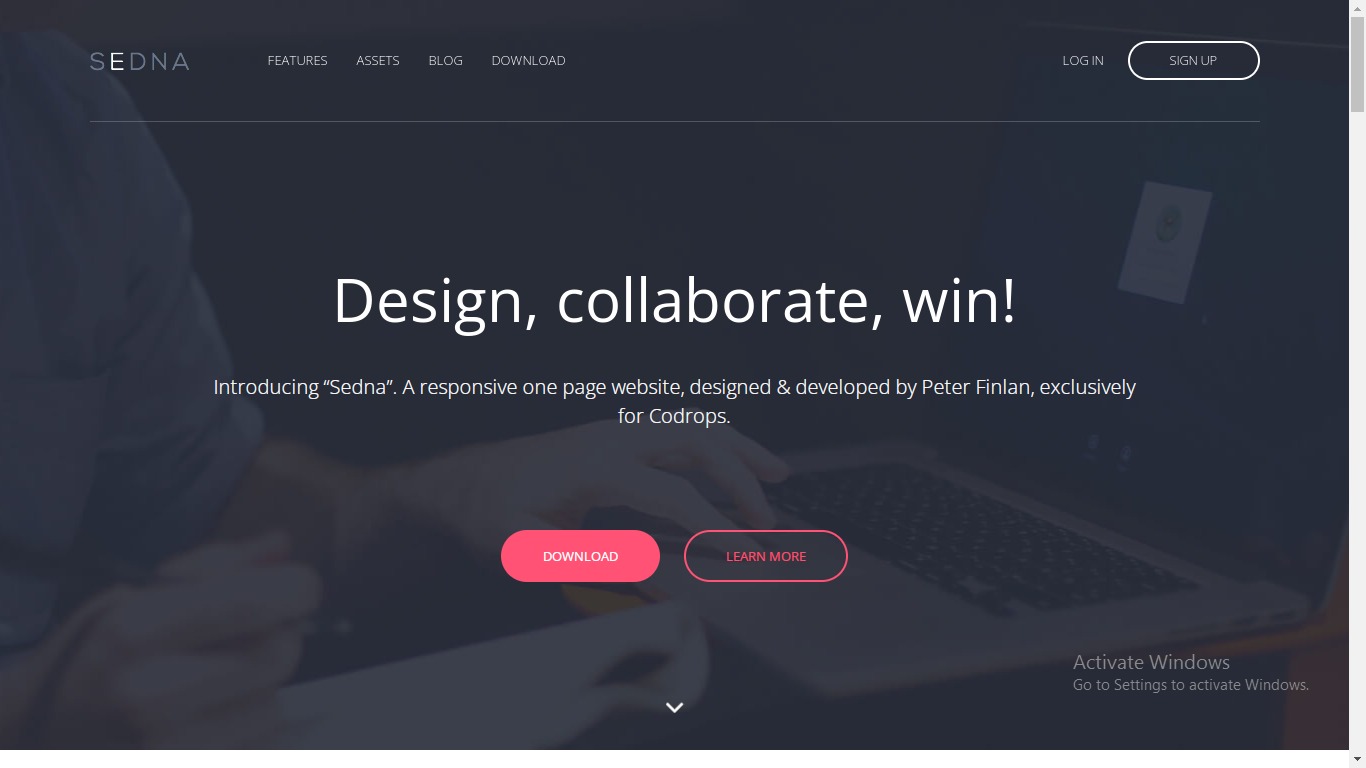 SEDNA
FEATURES
ASSETS
BLOG
DOWNLOAD
LOG IN
SIGN UP
Design, collaborate, win!
Introducing “Sedna”. A responsive one page website, designed & developed by Peter Finlan, exclusively
for Codrops.
DOWNLOAD
LEARN MORE
Activate Windows
Go to Settings to activate Windows.